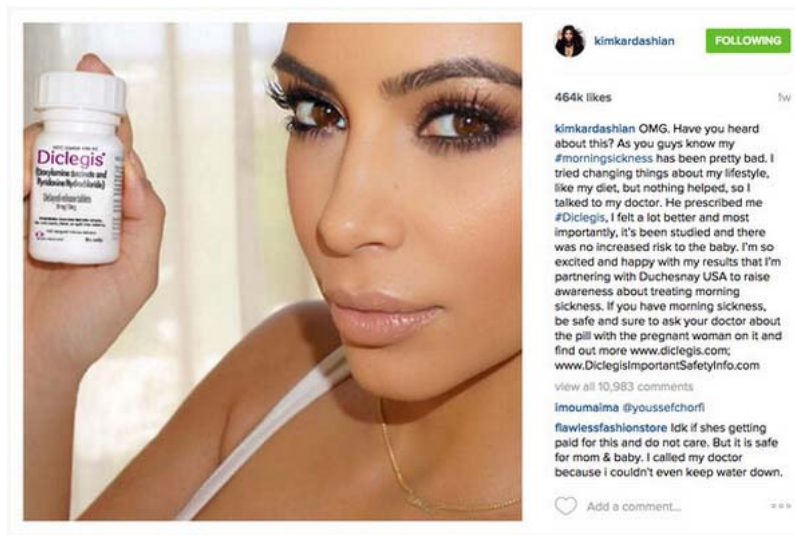 kimkardashian
FOLLOWING
464k likes
1w
kimkardashian OMG. Have you heard
about this? As you guys know my
#morningsickness has been pretty bad. I
tried changing things about my lifestyle,
like my diet, but nothing helped, so I
talked to my doctor. He prescribed me
#Diclegis, I felt a lot better and most
importantly, it's been studied and there
was no increased risk to the baby. I'm so
excited and happy with my results that I'm
partnering with Duchesnay USA to raise
awareness about treating morning
sickness. If you have morning sickness,
be safe and sure to ask your doctor about
the pill with the pregnant woman on it and
find out more www.diclegis.com;
www.DiclegisImportantSafetyInfo.com
view all 10,983 comments
imoumaima @youssefchorfi
flawlessfashionstore Idk if shes getting
paid for this and do not care. But it is safe
for mom & baby. I called my doctor
because i couldn't even keep water down.
Add a comment...
Diclegis
(doxylamine succinate and
Pyridoxine Hydrochloride)